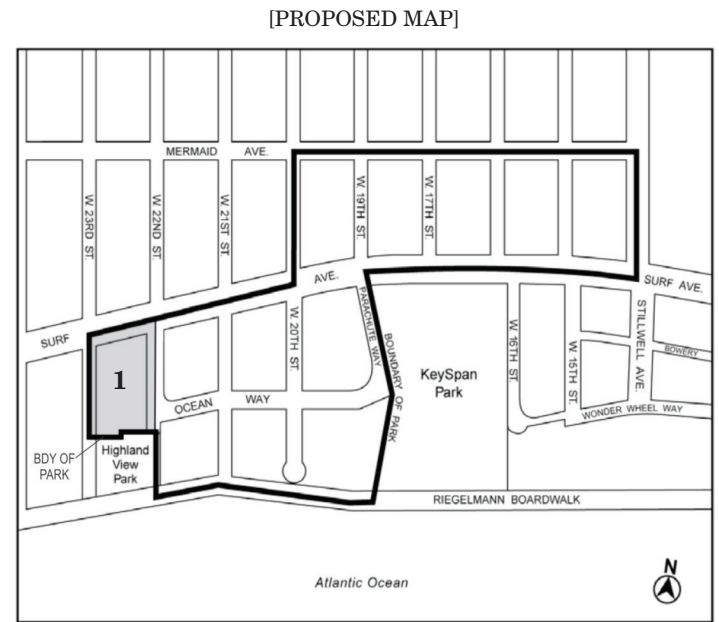 [PROPOSED MAP]
MERMAID AVE.
W. 23RD ST.
W. 22ND ST.
W. 21ST ST.
W. 19TH ST.
W. 17TH ST.
AVE.
SURF AVE.
SURF
W. 20TH ST.
PARACHUTE WAY
BOUNDARY OF PARK
KeySpan
Park
W. 16TH ST.
W. 15TH ST.
STILLWELL AVE.
BOWERY
WONDER WHEEL WAY
1
OCEAN WAY
BDY OF
PARK
Highland
View
Park
RIEGELMANN BOARDWALK
Atlantic Ocean
N